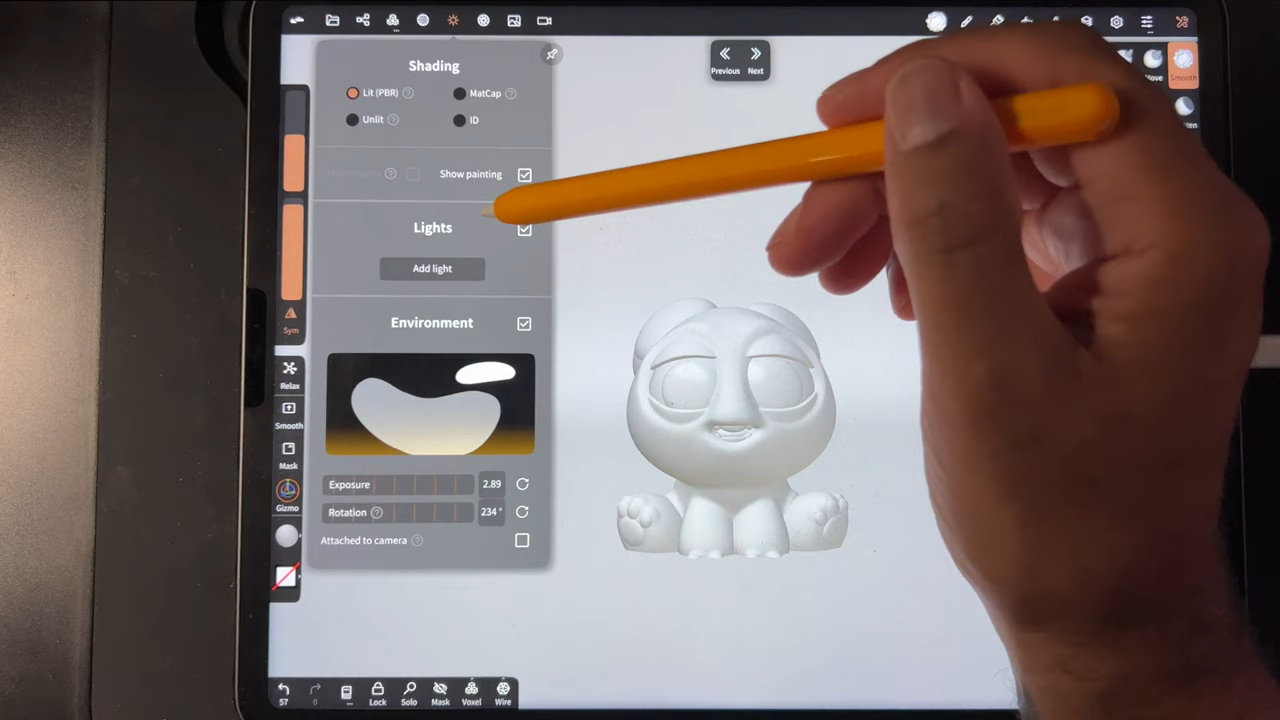 Shading
Lit (PBR) ?
MatCap ?
Unlit ?
ID
?
Show painting
Lights
Add light
Environment
Exposure
2.89
Rotation ?
234 °
Attached to camera ?
Previous
Next
Smooth
Sym
Relax
Smooth
Mask
Gizmo
57
0
...
Lock
Solo
Mask
Voxel
Wire